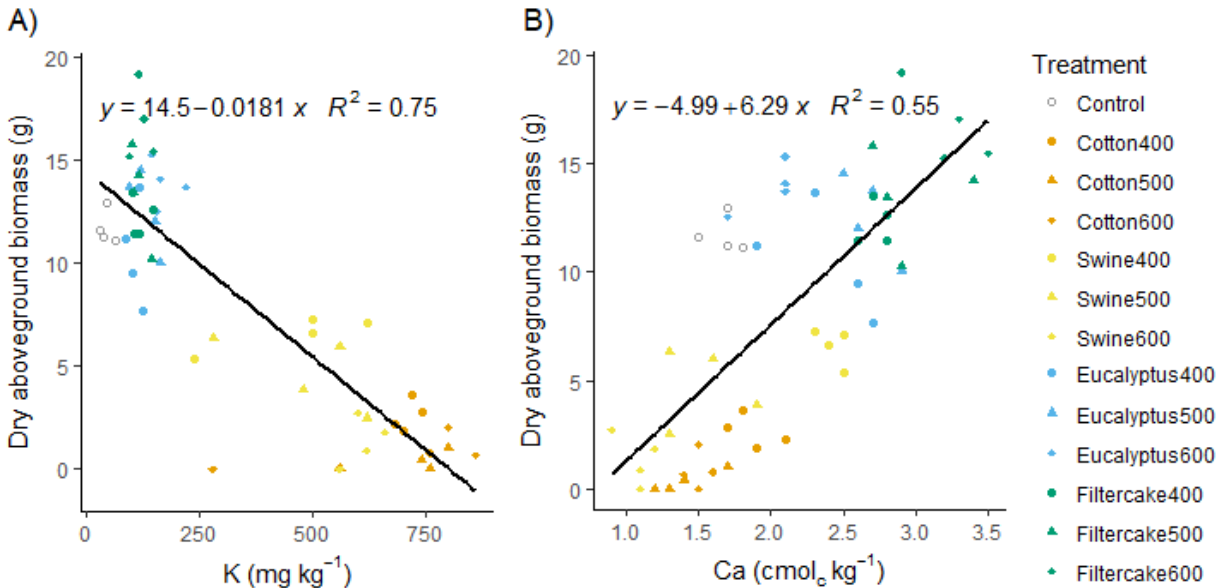 A)
20
15
10
5
0
y = 14.5−0.0181 x R² = 0.75
Dry aboveground biomass (g)
0 250 500 750
K (mg kg⁻¹)
B)
20
15
10
5
0
y = −4.99+6.29 x R² = 0.55
Dry aboveground biomass (g)
1.0 1.5 2.0 2.5 3.0 3.5
Ca (cmol_c kg⁻¹)
Treatment
Control
Cotton400
Cotton500
Cotton600
Swine400
Swine500
Swine600
Eucalyptus400
Eucalyptus500
Eucalyptus600
Filtercake400
Filtercake500
Filtercake600